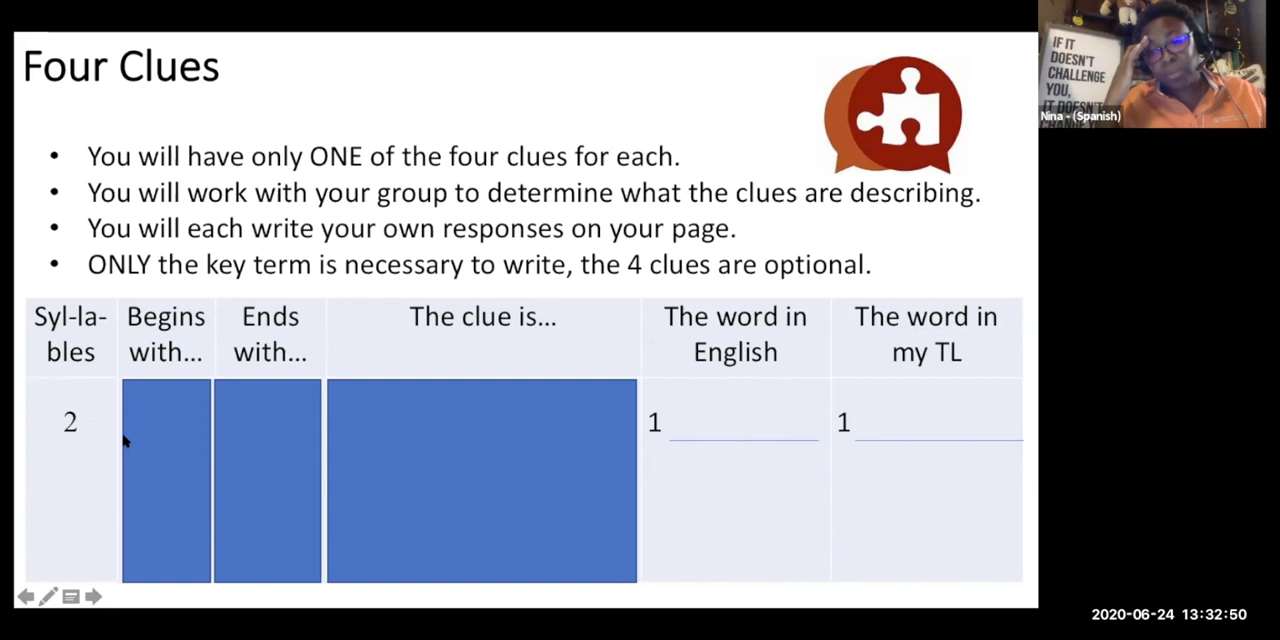 Four Clues
• You will have only ONE of the four clues for each.
• You will work with your group to determine what the clues are describing.
• You will each write your own responses on your page.
• ONLY the key term is necessary to write, the 4 clues are optional.
Syl-la-
bles
Begins
with...
Ends
with...
The clue is...
The word in
English
The word in
my TL
2
1
1
IF IT
DOESN'T
CHALLENGE
YOU,
IT DOESN'T
Nina - (Spanish)
2020-06-24 13:32:50